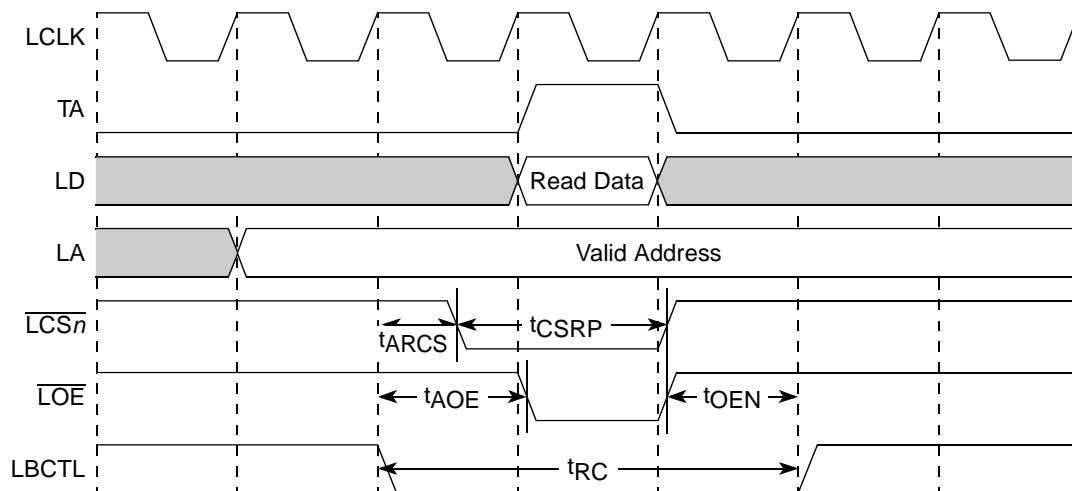 LCLK
TA
LD Read Data
LA Valid Address
LCSn tARCS tCSRP
LOE tAOE tOEN
LBCTL tRC